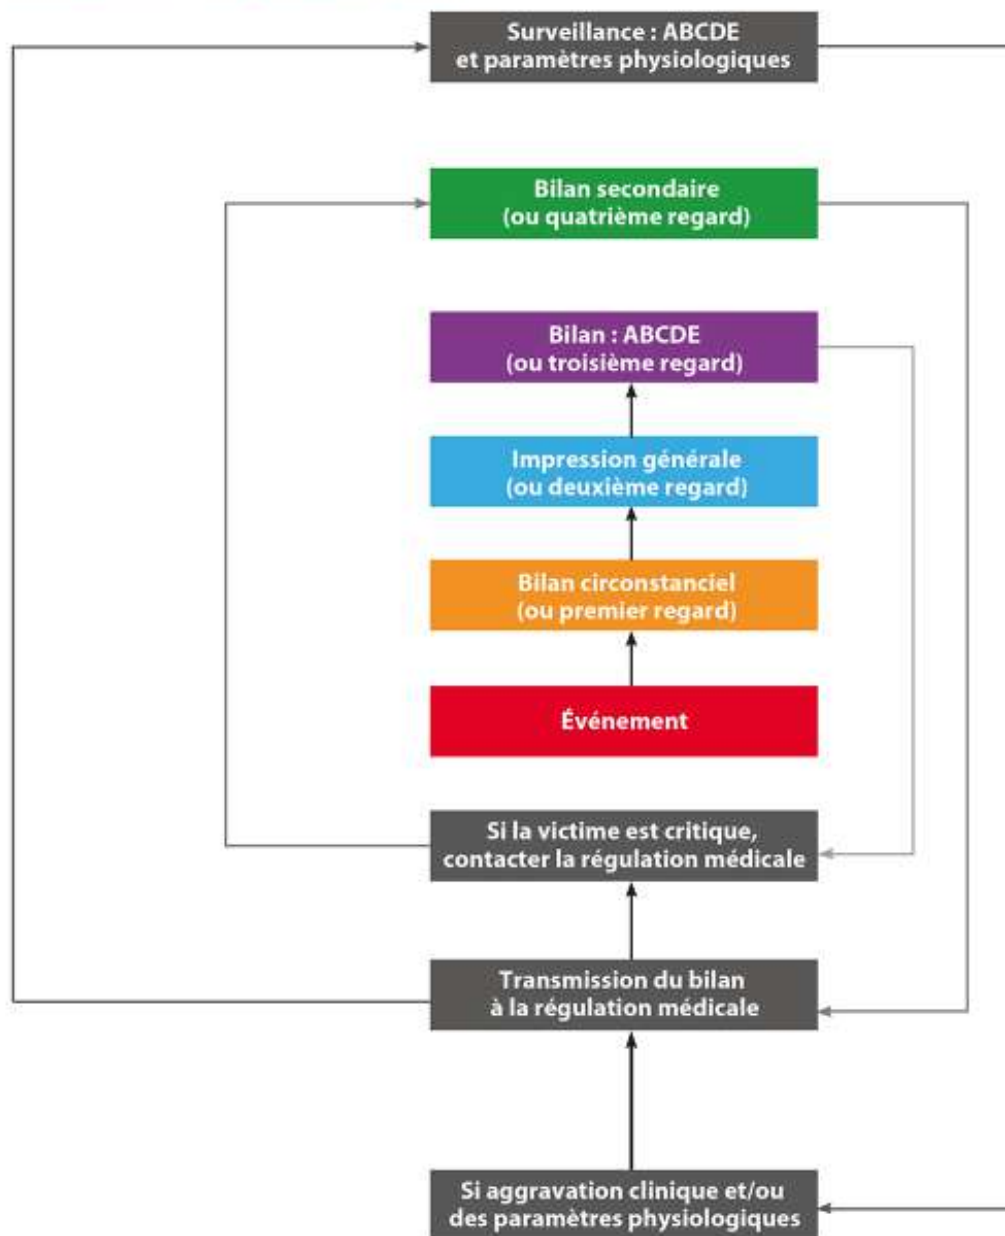 Surveillance : ABCDE
et paramètres physiologiques
Bilan secondaire
(ou quatrième regard)
Bilan : ABCDE
(ou troisième regard)
Impression générale
(ou deuxième regard)
Bilan circonstanciel
(ou premier regard)
Événement
Si la victime est critique,
contacter la régulation médicale
Transmission du bilan
à la régulation médicale
Si aggravation clinique et/ou
des paramètres physiologiques